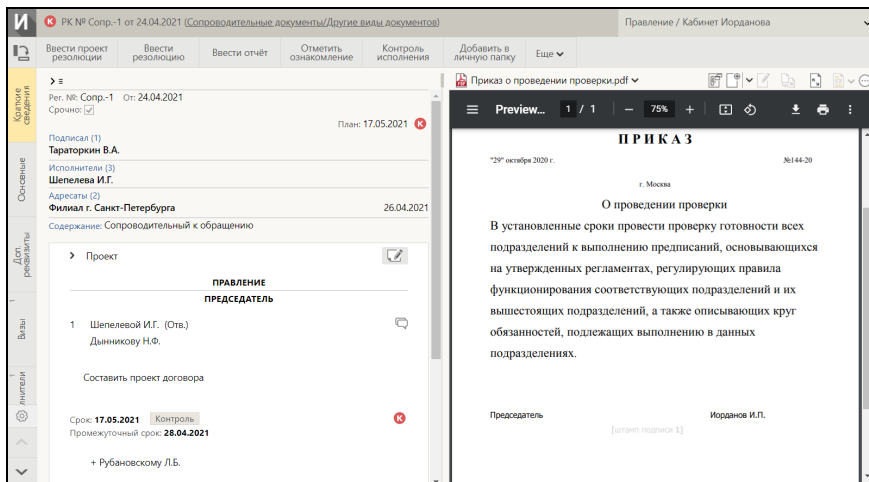 И
К РК № Сопр.-1 от 24.04.2021 (Сопроводительные документы/Другие виды документов)
Правление / Кабинет Иорданова
Ввести проект резолюции
Ввести резолюцию
Ввести отчёт
Отметить ознакомление
Контроль исполнения
Добавить в личную папку
Еще
Краткие сведения
Основные
Доп. реквизиты
Визы
лнители
Рег. №: Сопр.-1 От: 24.04.2021
Срочно:
План: 17.05.2021 К
Подписал (1)
Тараторкин В.А.
Исполнители (3)
Шепелева И.Г.
Адресаты (2)
Филиал г. Санкт-Петербурга 26.04.2021
Содержание: Сопроводительный к обращению
Проект
ПРАВЛЕНИЕ
ПРЕДСЕДАТЕЛЬ
1 Шепелевой И.Г. (Отв.)
Дынникову Н.Ф.
Составить проект договора
Срок: 17.05.2021 Контроль К
Промежуточный срок: 28.04.2021
+ Рубановскому Л.Б.
Приказ о проведении проверки.pdf
Preview... 1 / 1 — 75% +
ПРИКАЗ
"29" октября 2020 г. №144-20
г. Москва
О проведении проверки
В установленные сроки провести проверку готовности всех
подразделений к выполнению предписаний, основывающихся
на утвержденных регламентах, регулирующих правила
функционирования соответствующих подразделений и их
вышестоящих подразделений, а также описывающих круг
обязанностей, подлежащих выполнению в данных
подразделениях.
Председатель Иорданов И.П.
[штамп подписи 1]